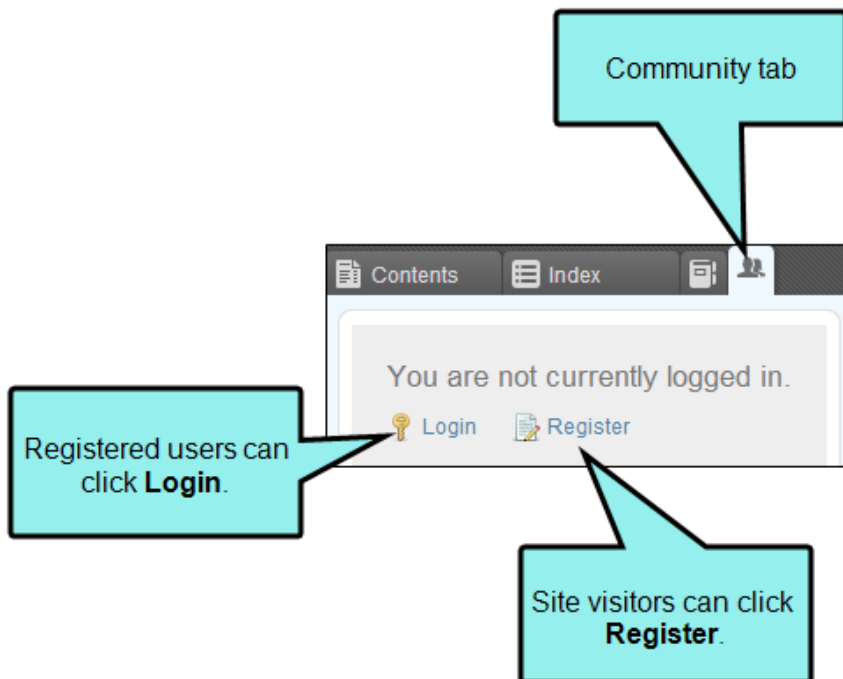 Community tab
Contents
Index
You are not currently logged in.
Login
Register
Registered users can
click Login.
Site visitors can click
Register.